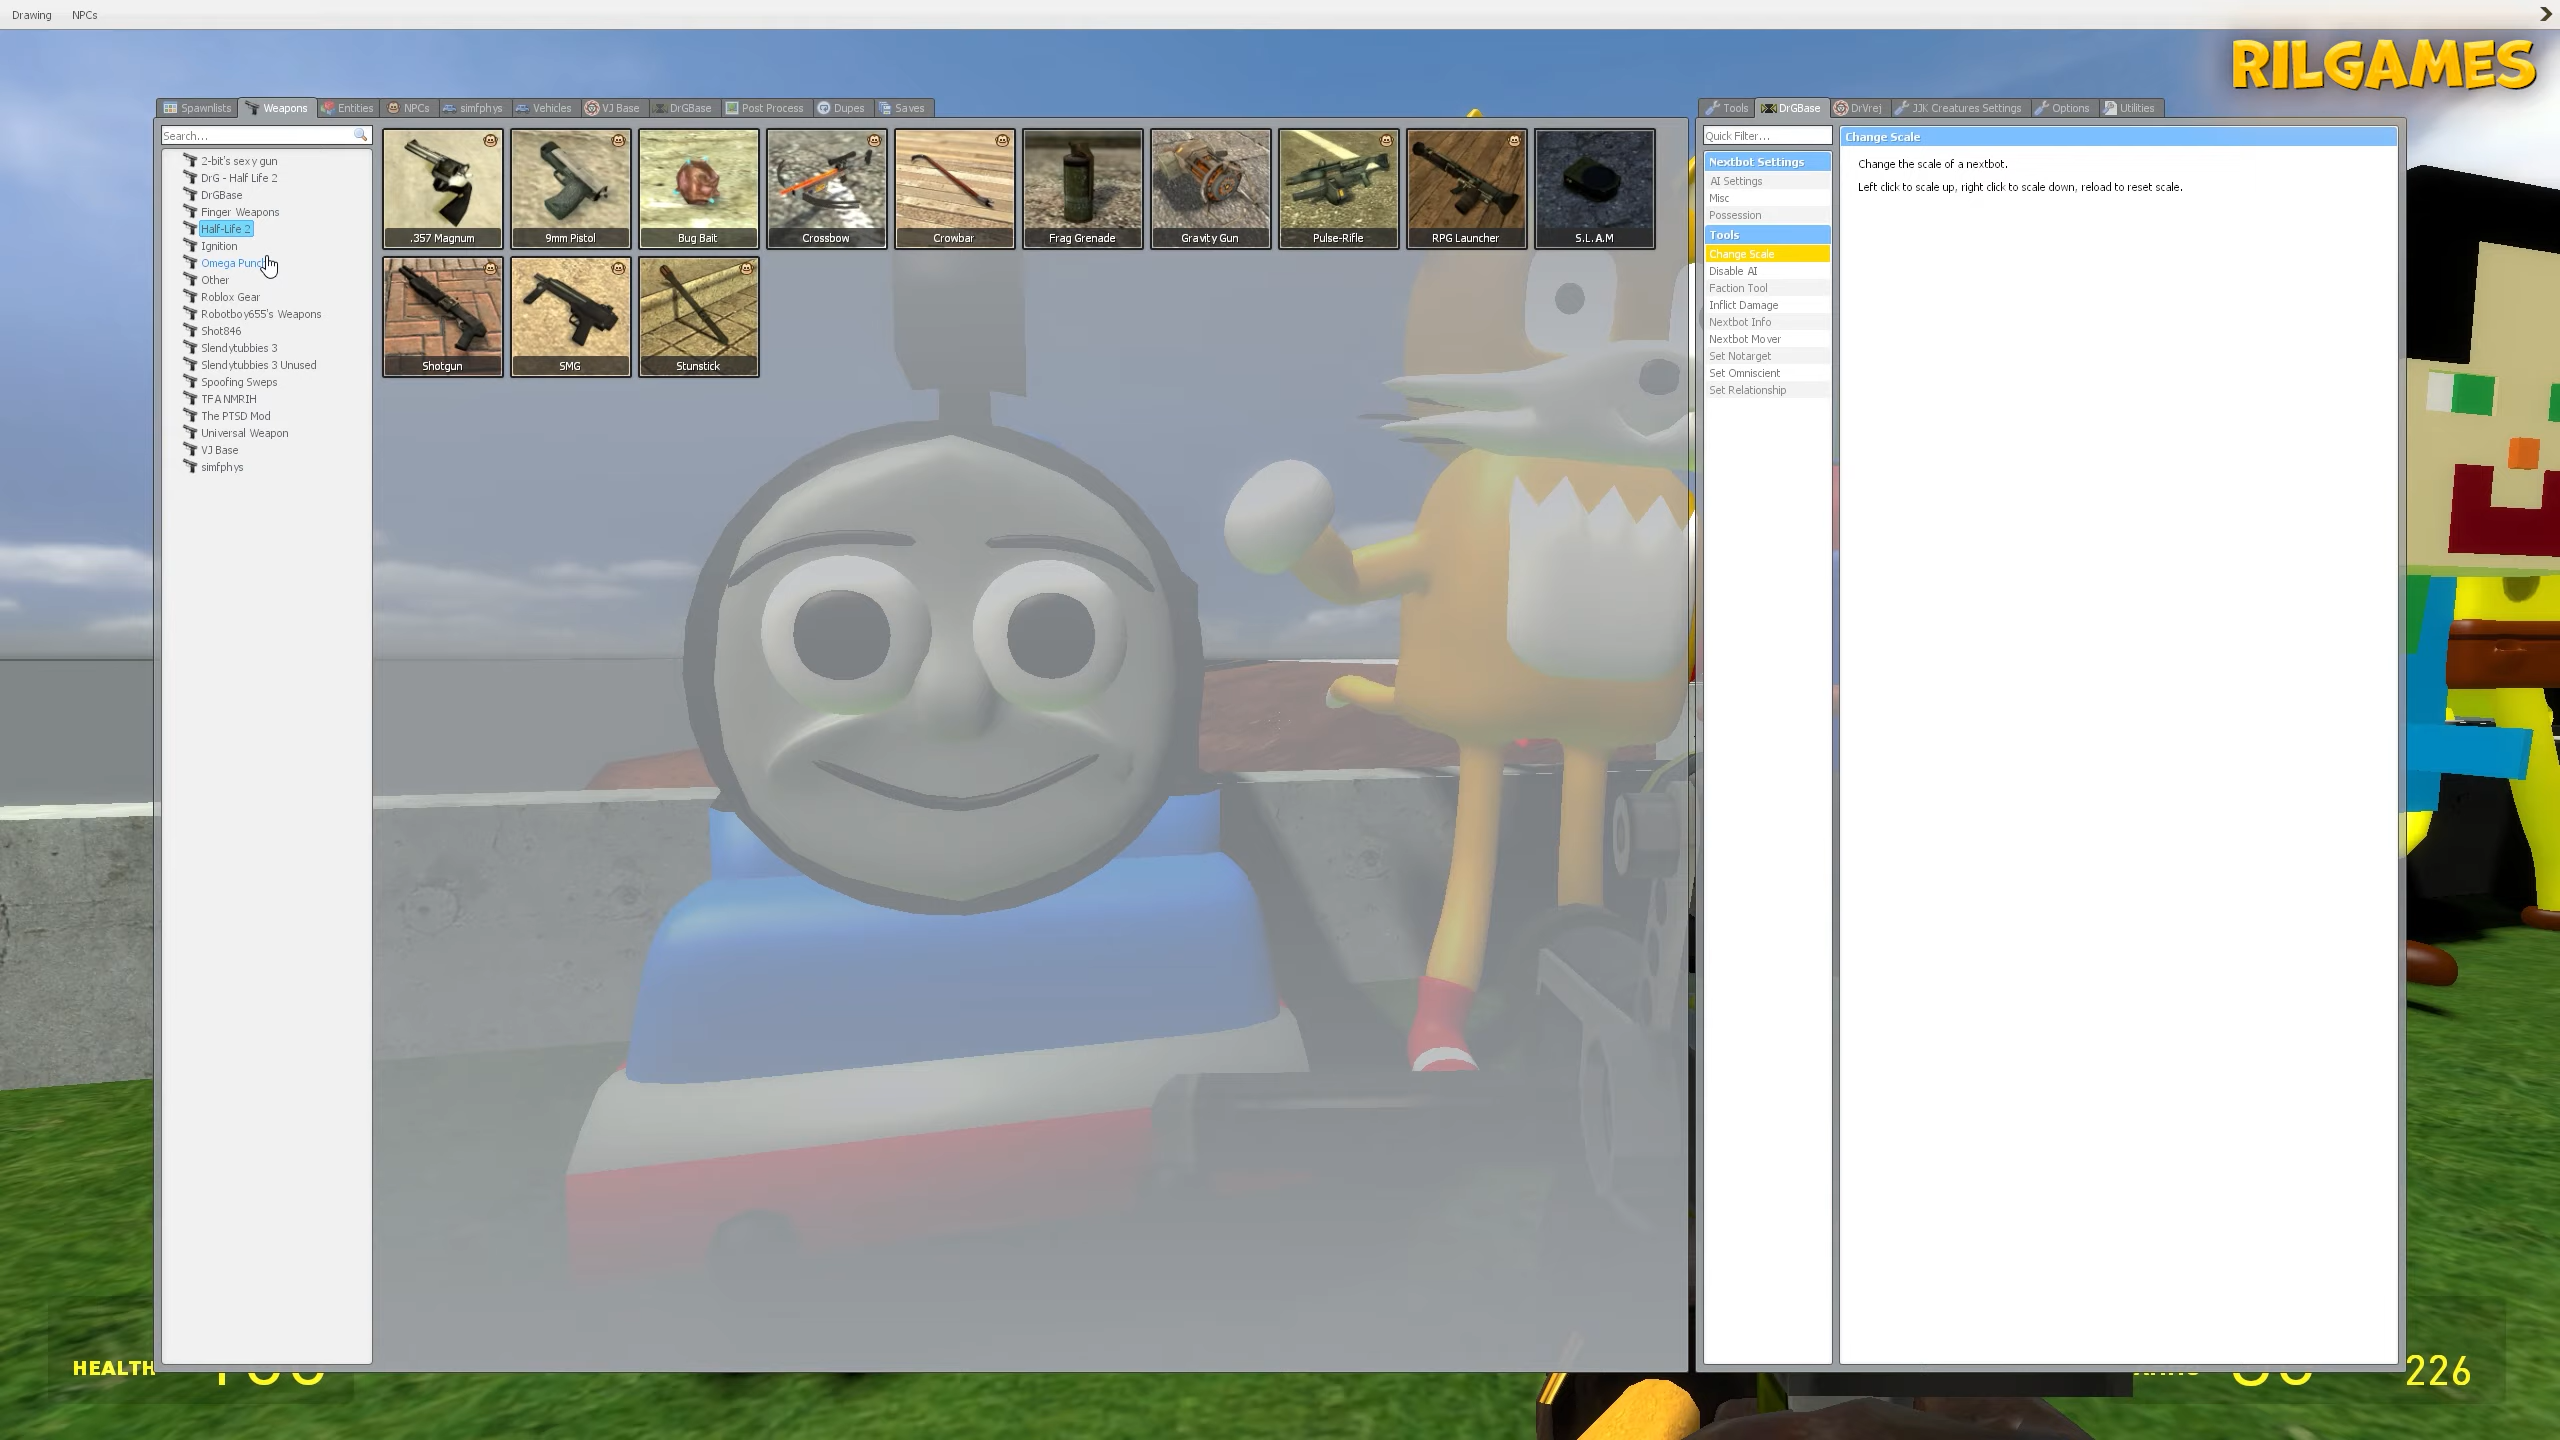 Drawing NPCs
RILGAMES
Spawnlists Weapons Entities NPCs simfphys Vehicles VJ Base DrGBase Post Process Dupes Saves
Tools DrGBase DrVrej JJK Creatures Settings Options Utilities
Search...
2-bit's sexy gun
DrG - Half Life 2
DrGBase
Finger Weapons
Half-Life 2
Ignition
Omega Punch
Other
Roblox Gear
Robotboy655's Weapons
Shot846
Slendytubbies 3
Slendytubbies 3 Unused
Spoofing Sweps
TFA NMRIH
The PTSD Mod
Universal Weapon
VJ Base
simfphys
.357 Magnum 9mm Pistol Bug Bait Crossbow Crowbar Frag Grenade Gravity Gun Pulse-Rifle RPG Launcher S.L.A.M
Shotgun SMG Stunstick
Quick Filter...
Nextbot Settings
AI Settings
Misc
Possession
Tools
Change Scale
Disable AI
Faction Tool
Inflict Damage
Nextbot Info
Nextbot Mover
Set Notarget
Set Omniscient
Set Relationship
Change Scale
Change the scale of a nextbot.
Left click to scale up, right click to scale down, reload to reset scale.
HEALTH
226